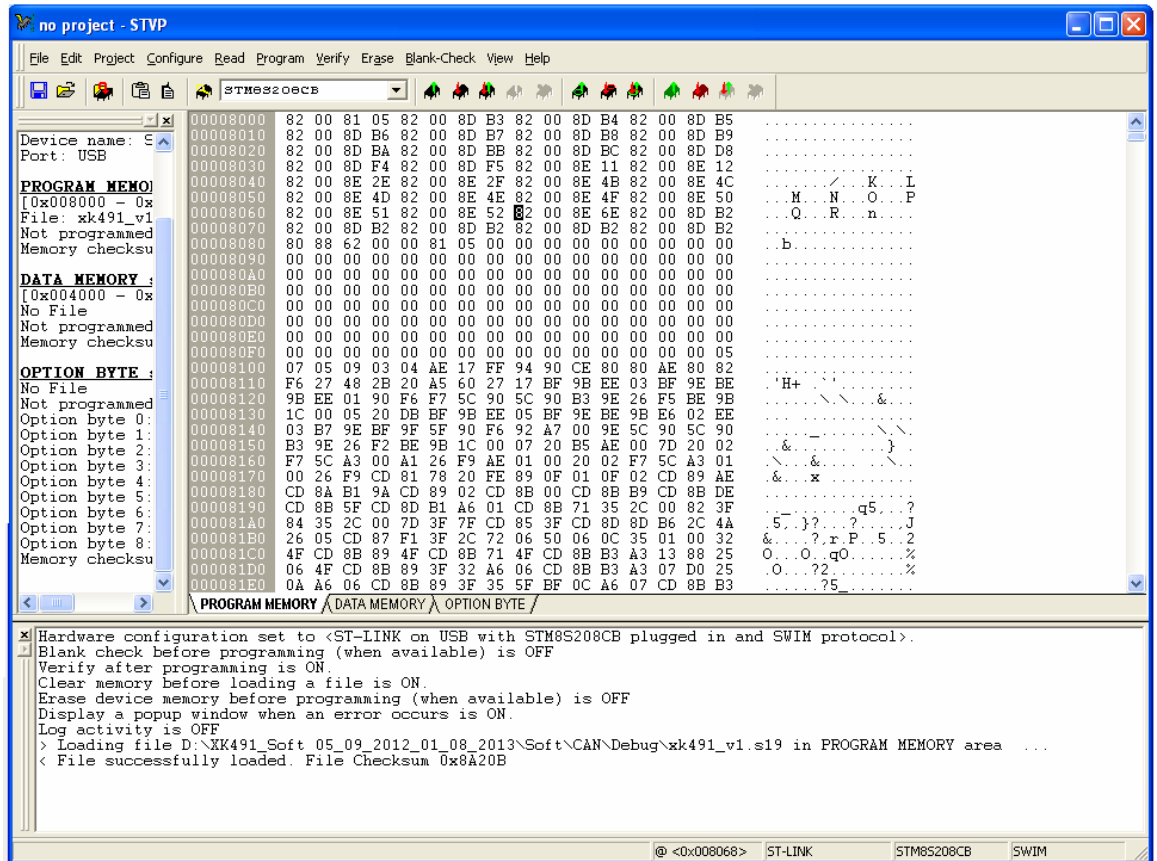 no project - STVP
File Edit Project Configure Read Program Verify Erase Blank-Check View Help
STM8S208CB
Device name: S
Port: USB
PROGRAM MEMO
[0x008000 - 0x
File: xk491_v1
Not programmed
Memory checksu
DATA MEMORY
[0x004000 - 0x
No File
Not programmed
Memory checksu
OPTION BYTE
No File
Not programmed
Option byte 0:
Option byte 1:
Option byte 2:
Option byte 3:
Option byte 4:
Option byte 5:
Option byte 6:
Option byte 7:
Option byte 8:
Memory checksu
00008000 82 00 81 05 82 00 8D B3 82 00 8D B4 82 00 8D B5 ................
00008010 82 00 8D B6 82 00 8D B7 82 00 8D B8 82 00 8D B9 ................
00008020 82 00 8D BA 82 00 8D BB 82 00 8D BC 82 00 8D D8 ................
00008030 82 00 8D F4 82 00 8D F5 82 00 8E 11 82 00 8E 12 ................
00008040 82 00 8E 2E 82 00 8E 2F 82 00 8E 4B 82 00 8E 4C ......./...K...L
00008050 82 00 8E 4D 82 00 8E 4E 82 00 8E 4F 82 00 8E 50 ...M...N...O...P
00008060 82 00 8E 51 82 00 8E 52 82 00 8E 6E 82 00 8D B2 ...Q...R...n....
00008070 82 00 8D B2 82 00 8D B2 82 00 8D B2 82 00 8D B2 ................
00008080 80 88 62 00 00 81 05 00 00 00 00 00 00 00 00 00 ..b.............
00008090 00 00 00 00 00 00 00 00 00 00 00 00 00 00 00 00 ................
000080A0 00 00 00 00 00 00 00 00 00 00 00 00 00 00 00 00 ................
000080B0 00 00 00 00 00 00 00 00 00 00 00 00 00 00 00 00 ................
000080C0 00 00 00 00 00 00 00 00 00 00 00 00 00 00 00 00 ................
000080D0 00 00 00 00 00 00 00 00 00 00 00 00 00 00 00 00 ................
000080E0 00 00 00 00 00 00 00 00 00 00 00 00 00 00 00 00 ................
000080F0 00 00 00 00 00 00 00 00 00 00 00 00 00 00 00 05 ................
00008100 07 05 09 03 04 AE 17 FF 94 90 CE 80 80 AE 80 82 ................
00008110 F6 27 48 2B 20 A5 60 27 17 BF 9B EE 03 BF 9E BE .'H+ .`'........
00008120 9B EE 01 90 F6 F7 5C 90 5C 90 B3 9E 26 F5 BE 9B ......\.\...&...
00008130 1C 00 05 20 DB BF 9B EE 05 BF 9E BE 9B E6 02 EE ... ............
00008140 03 B7 9E BF 9F 5F 90 F6 92 A7 00 9E 5C 90 5C 90 ....._......\.\.
00008150 B3 9E 26 F2 BE 9B 1C 00 07 20 B5 AE 00 7D 20 02 ..&...... ...} .
00008160 F7 5C A3 00 A1 26 F9 AE 01 00 20 02 F7 5C A3 01 .\...&.... ..\..
00008170 00 26 F9 CD 81 78 20 FE 89 0F 01 0F 02 CD 89 AE .&...x .........
00008180 CD 8A B1 9A CD 89 02 CD 8B 00 CD 8B B9 CD 8B DE ................
00008190 CD 8B 5F CD 8D B1 A6 01 CD 8B 71 35 2C 00 82 3F .._.......q5,..?
000081A0 84 35 2C 00 7D 3F 7F CD 85 3F CD 8D 8D B6 2C 4A .5,.}?...?....,J
000081B0 26 05 CD 87 F1 3F 2C 72 06 50 06 0C 35 01 00 32 &....?,r.P..5..2
000081C0 4F CD 8B 89 4F CD 8B 71 4F CD 8B B3 A3 13 88 25 O...O..qO......%
000081D0 06 4F CD 8B 89 3F 32 A6 06 CD 8B B3 A3 07 D0 25 .O...?2........%
000081E0 0A A6 06 CD 8B 89 3F 35 5F BF 0C A6 07 CD 8B B3 ......?5_.......
PROGRAM MEMORY DATA MEMORY OPTION BYTE
Hardware configuration set to <ST-LINK on USB with STM8S208CB plugged in and SWIM protocol>.
Blank check before programming (when available) is OFF
Verify after programming is ON.
Clear memory before loading a file is ON.
Erase device memory before programming (when available) is OFF
Display a popup window when an error occurs is ON.
Log activity is OFF
> Loading file D:\XK491_Soft 05_09_2012_01_08_2013\Soft\CAN\Debug\xk491_v1.s19 in PROGRAM MEMORY area ...
< File successfully loaded. File Checksum 0x8A20B
@ <0x008068> ST-LINK STM8S208CB SWIM